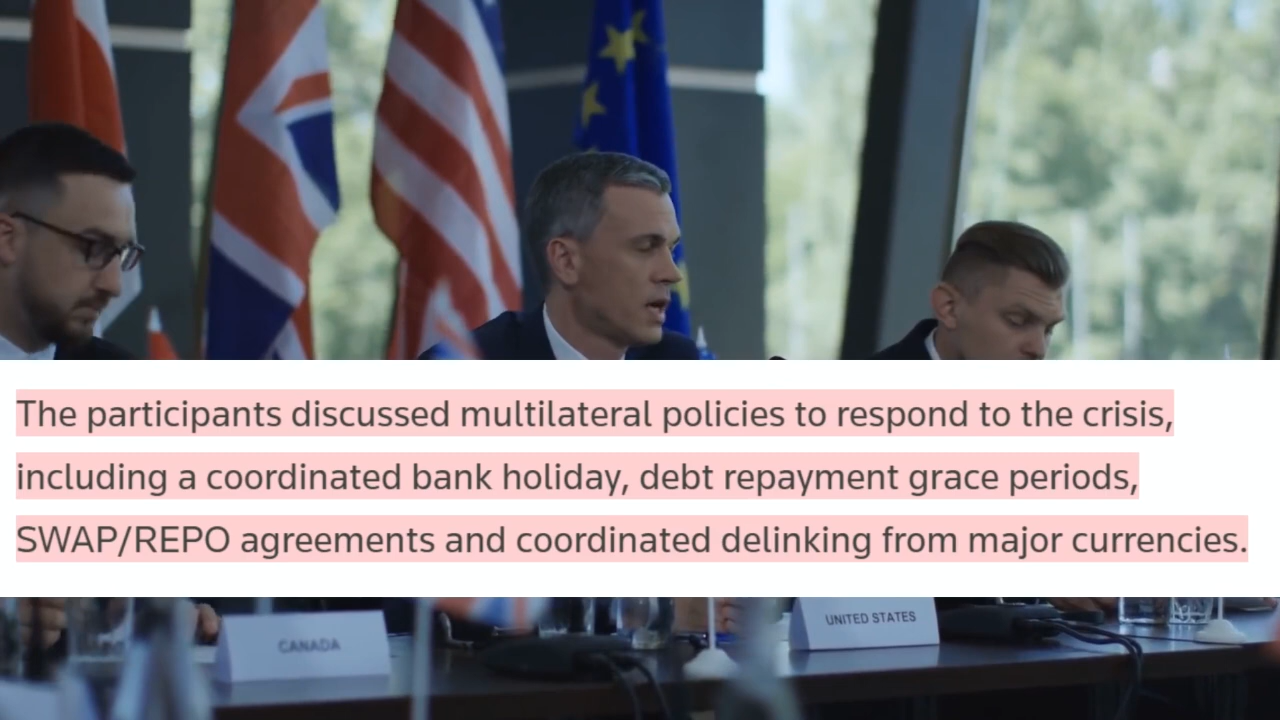 The participants discussed multilateral policies to respond to the crisis,
including a coordinated bank holiday, debt repayment grace periods,
SWAP/REPO agreements and coordinated delinking from major currencies.
CANADA
UNITED STATES